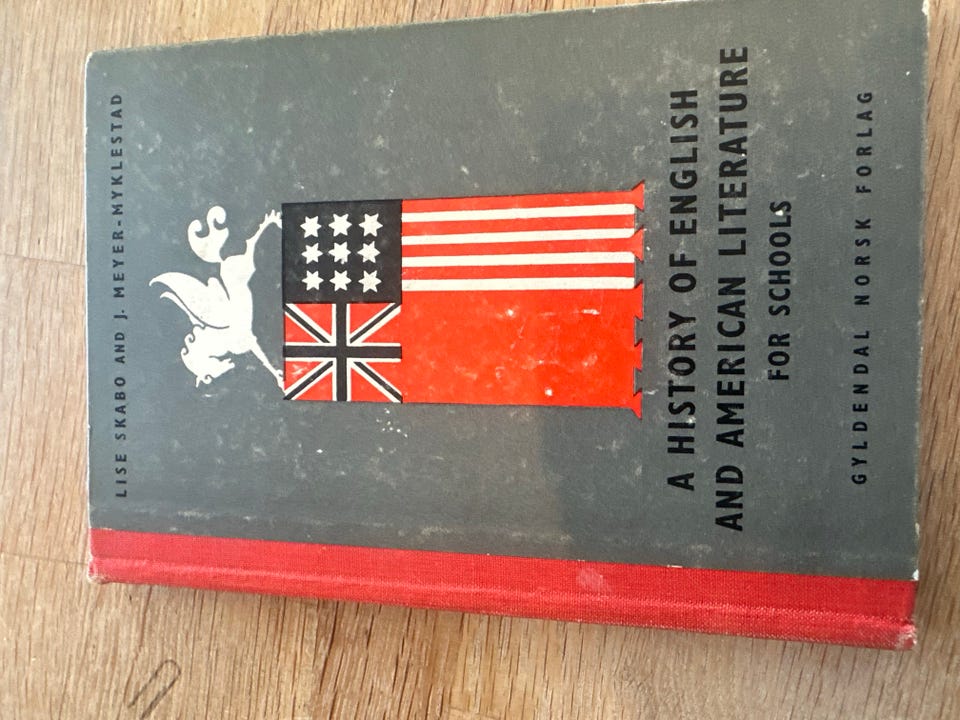 LISE SKABO AND J. MEYER-MYKLESTAD
A HISTORY OF ENGLISH
AND AMERICAN LITERATURE
FOR SCHOOLS
GYLDENDAL NORSK FORLAG